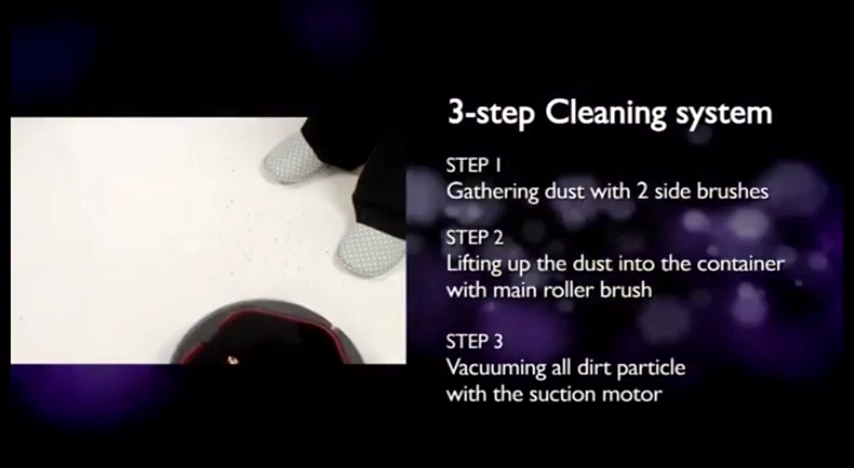 3-step Cleaning system
STEP 1
Gathering dust with 2 side brushes
STEP 2
Lifting up the dust into the container
with main roller brush
STEP 3
Vacuuming all dirt particle
with the suction motor